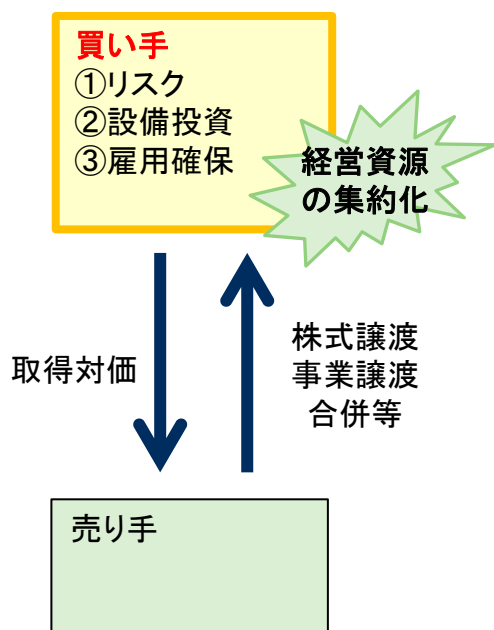 買い手
①リスク
②設備投資
③雇用確保
経営資源
の集約化
取得対価
株式譲渡
事業譲渡
合併等
売り手